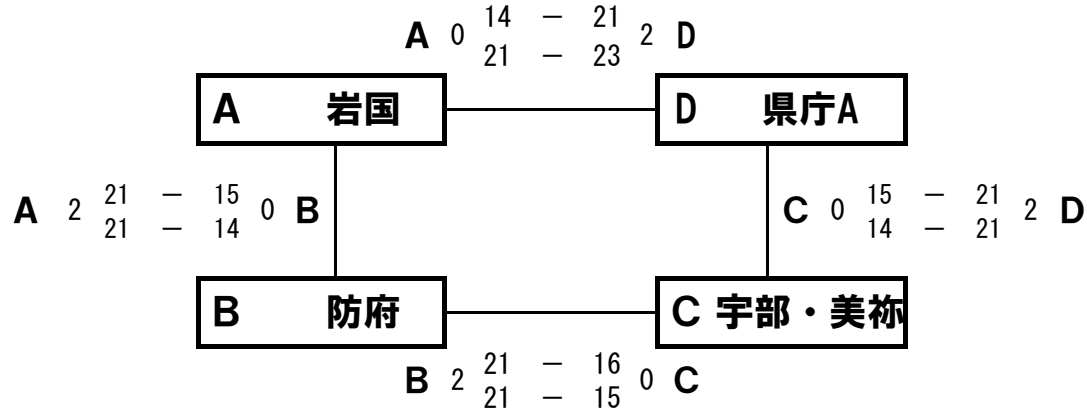 14 － 21
A 0 2 D
21 － 23
A 岩国
D 県庁A
21 － 15
A 2 0 B
21 － 14
15 － 21
C 0 2 D
14 － 21
B 防府
C 宇部・美祢
21 － 16
B 2 0 C
21 － 15